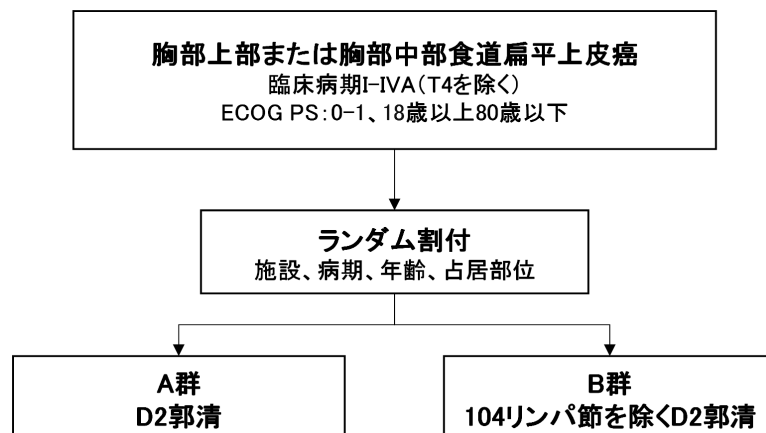 胸部上部または胸部中部食道扁平上皮癌
臨床病期I-IVA(T4を除く)
ECOG PS:0-1、18歳以上80歳以下
ランダム割付
施設、病期、年齢、占居部位
A群
D2郭清
B群
104リンパ節を除くD2郭清